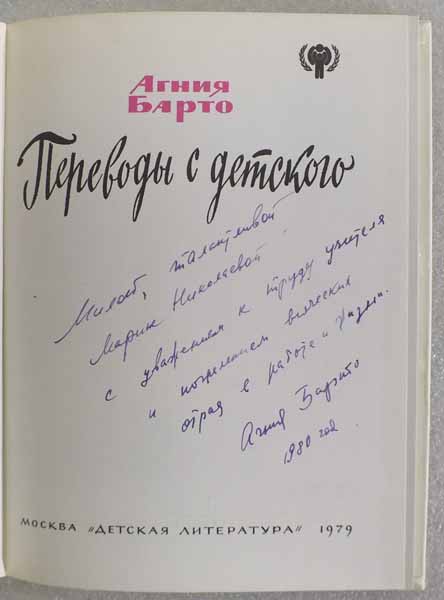 Агния
Барто
Переводы с детского
Милой, талантливой
Марии Николаевой
с уважением к труду учителя
и пожеланием всяческих
отрад в работе и жизни.
Агния Барто
1980 год
МОСКВА "ДЕТСКАЯ ЛИТЕРАТУРА" 1979